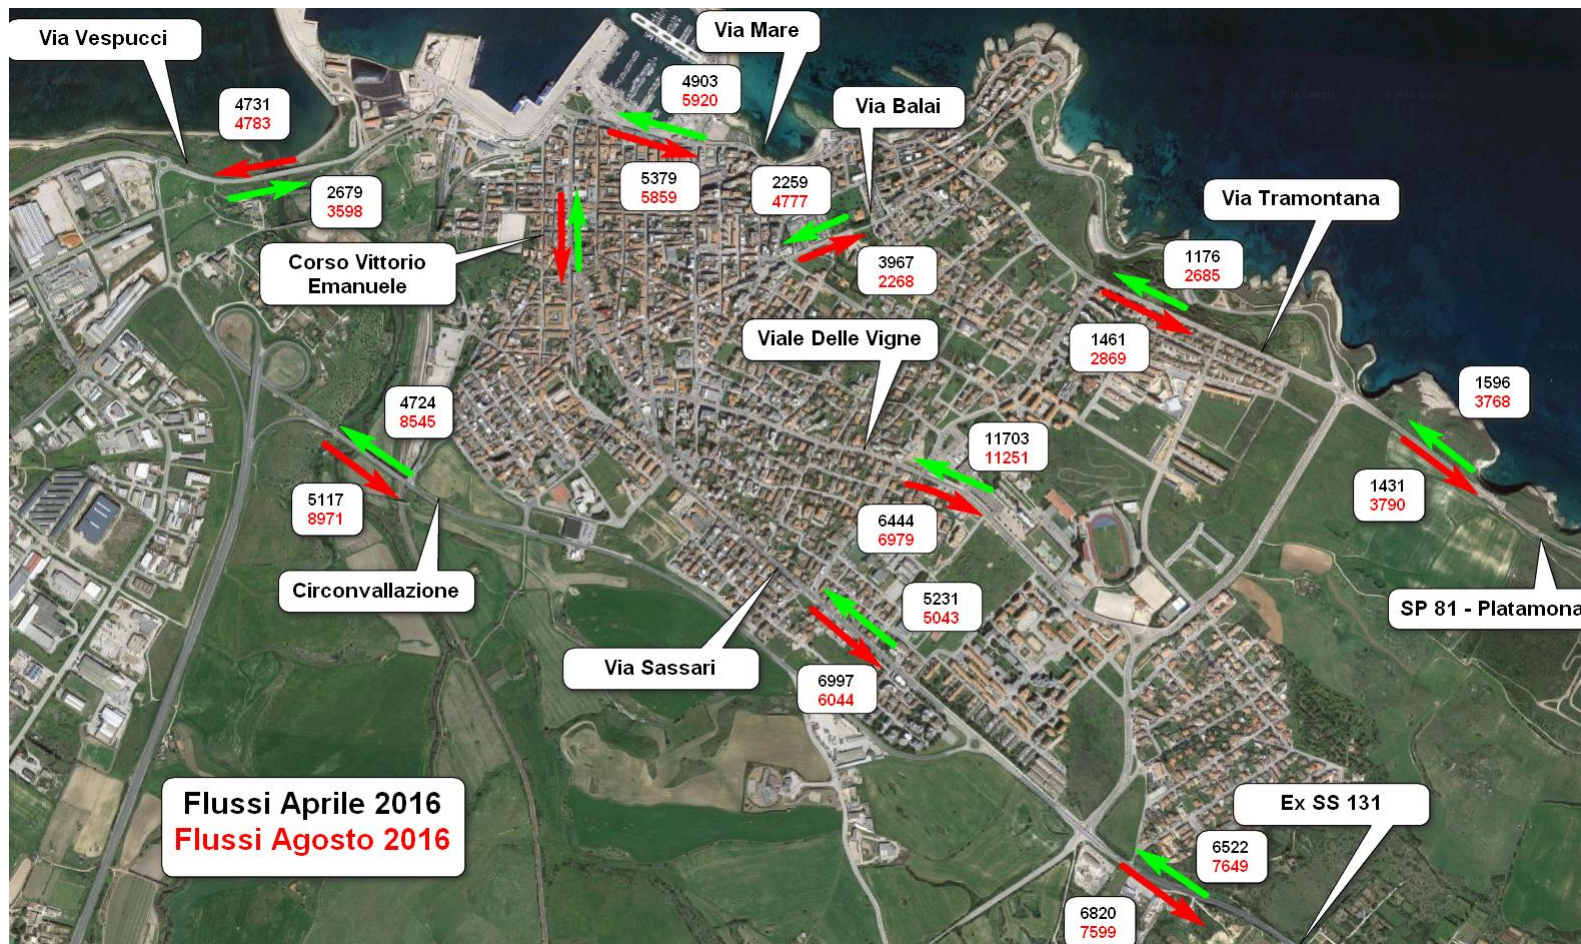 Via Vespucci
Via Mare
Via Balai
Via Tramontana
4731
4783
2679
3598
4903
5920
5379
5859
2259
4777
3967
2268
1176
2685
1461
2869
Corso Vittorio
Emanuele
Viale Delle Vigne
4724
8545
5117
8971
11703
11251
6444
6979
1596
3768
1431
3790
Circonvallazione
SP 81 - Platamona
5231
5043
Via Sassari
6997
6044
Flussi Aprile 2016
Flussi Agosto 2016
Ex SS 131
6522
7649
6820
7599